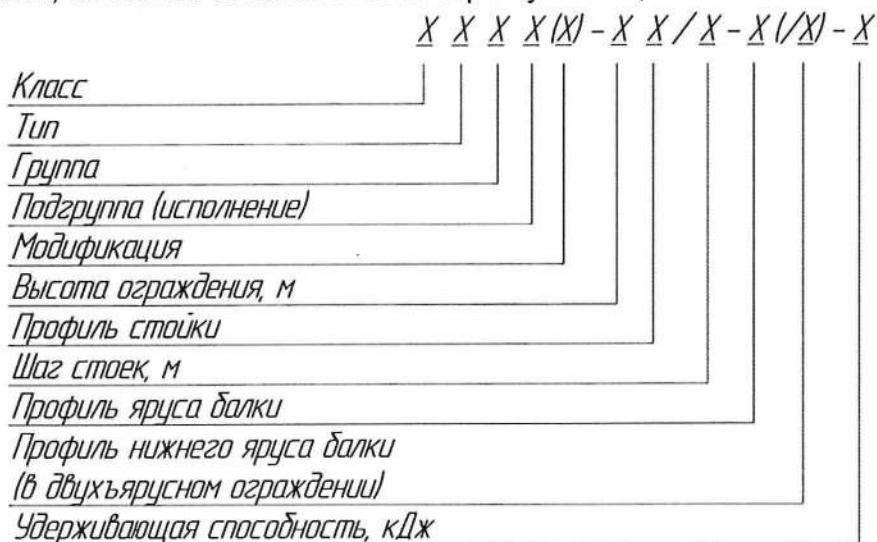 X X X X (X) - X X / X - X (/X) - X
Класс
Тип
Группа
Подгруппа (исполнение)
Модификация
Высота ограждения, м
Профиль стойки
Шаг стоек, м
Профиль яруса балки
Профиль нижнего яруса балки
(в двухъярусном ограждении)
Удерживающая способность, кДж